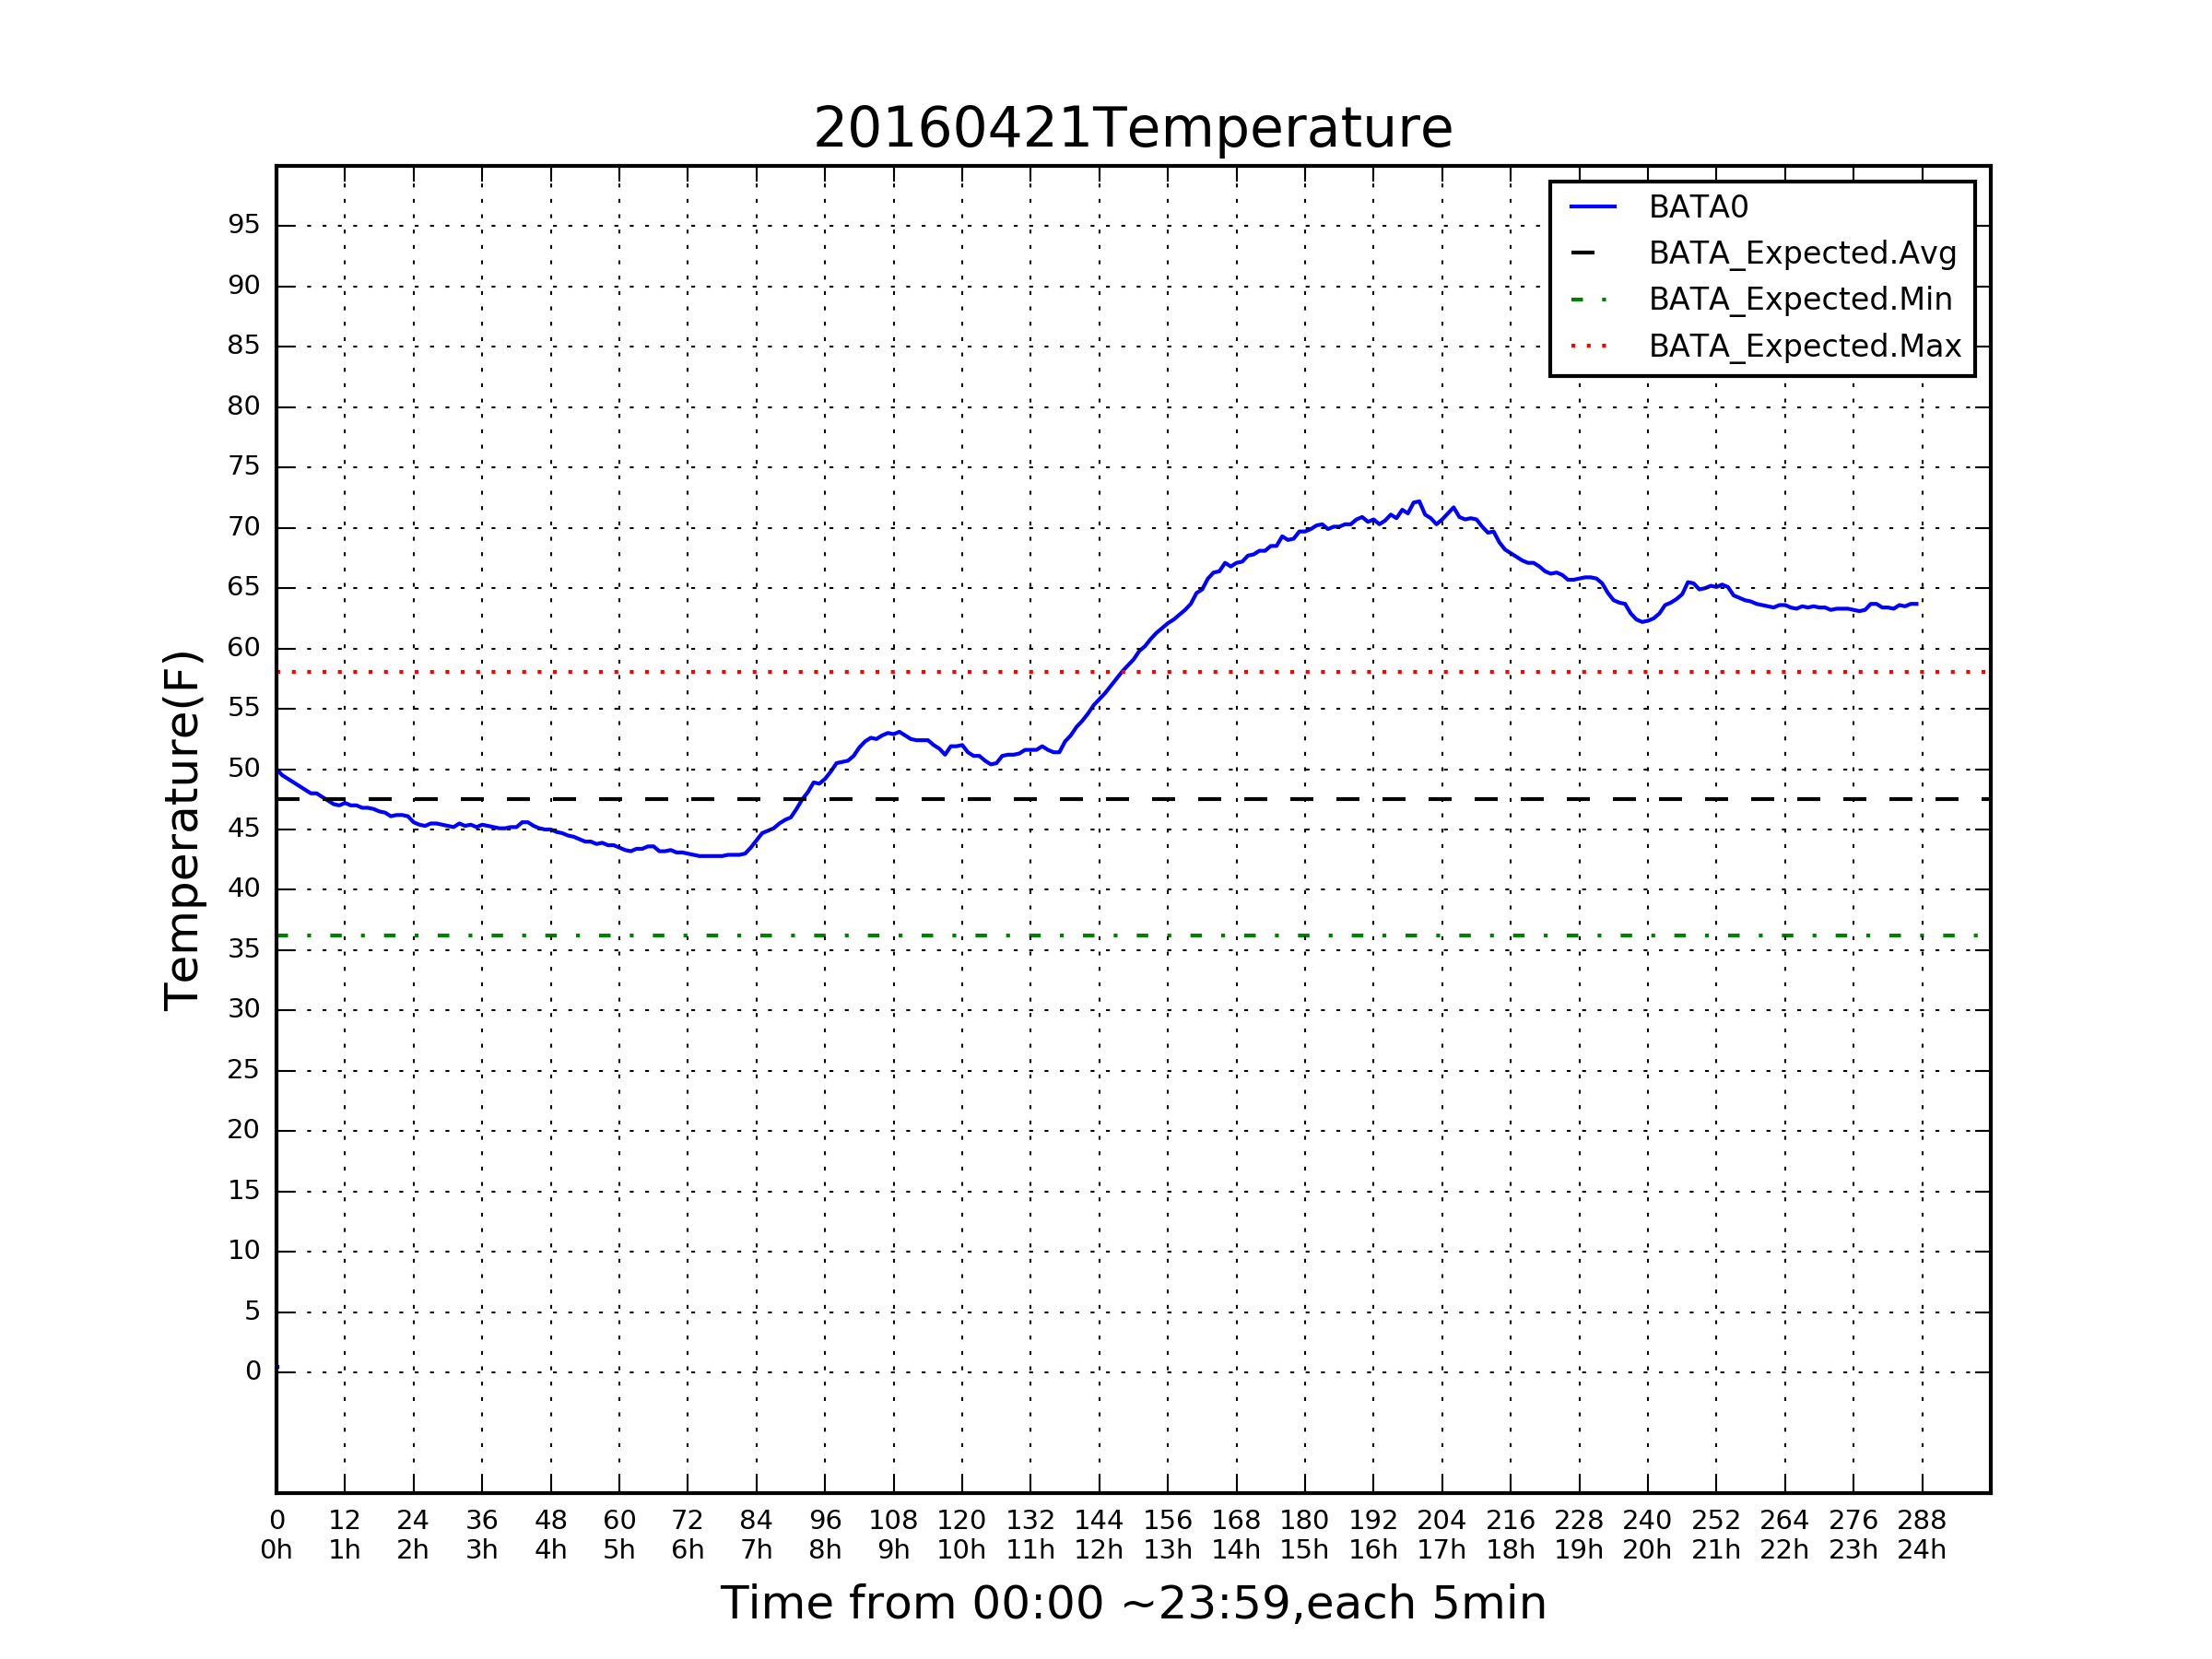 20160421Temperature
BATA0
BATA_Expected.Avg
BATA_Expected.Min
BATA_Expected.Max
95
90
85
80
75
70
65
60
55
50
45
40
35
30
25
20
15
10
5
0
Temperature(F)
0 12 24 36 48 60 72 84 96 108 120 132 144 156 168 180 192 204 216 228 240 252 264 276 288
0h 1h 2h 3h 4h 5h 6h 7h 8h 9h 10h 11h 12h 13h 14h 15h 16h 17h 18h 19h 20h 21h 22h 23h 24h
Time from 00:00 ~23:59,each 5min